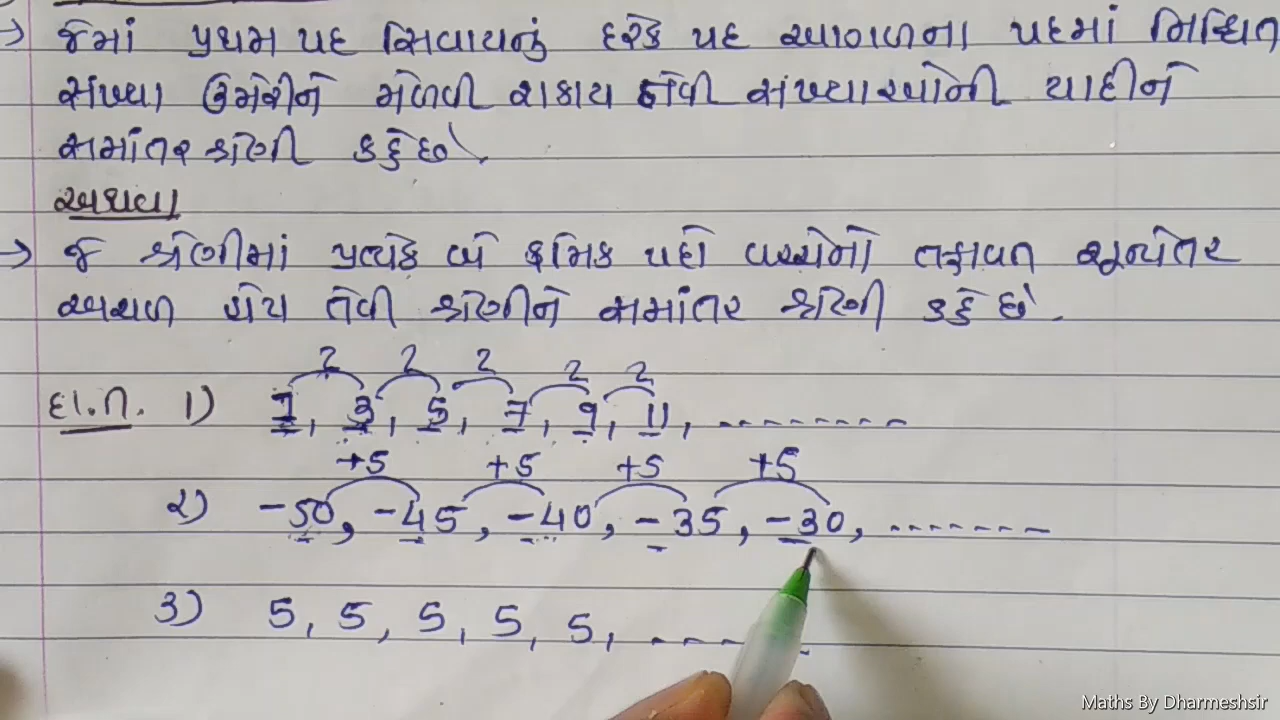 → જેમાં પ્રથમ પદ સિવાયનું દરેક પદ આગળના પદમાં નિશ્ચિત
સંખ્યા ઉમેરીને મેળવી શકાય તેવી સંખ્યાઓની યાદીને
સમાંતર શ્રેણી કહે છે.
અથવા
→ જે શ્રેણીમાં પ્રત્યેક બે ક્રમિક પદો વચ્ચેનો તફાવત શૂન્યેતર
અચળ હોય તેવી શ્રેણીને સમાંતર શ્રેણી કહે છે.
2 2 2 2 2
દા.ત. 1) 1, 3, 5, 7, 9, 11, ---------
+5 +5 +5 +5
૨) -50, -45, -40, -35, -30, --------
3) 5, 5, 5, 5, 5, ----
Maths By Dharmeshsir